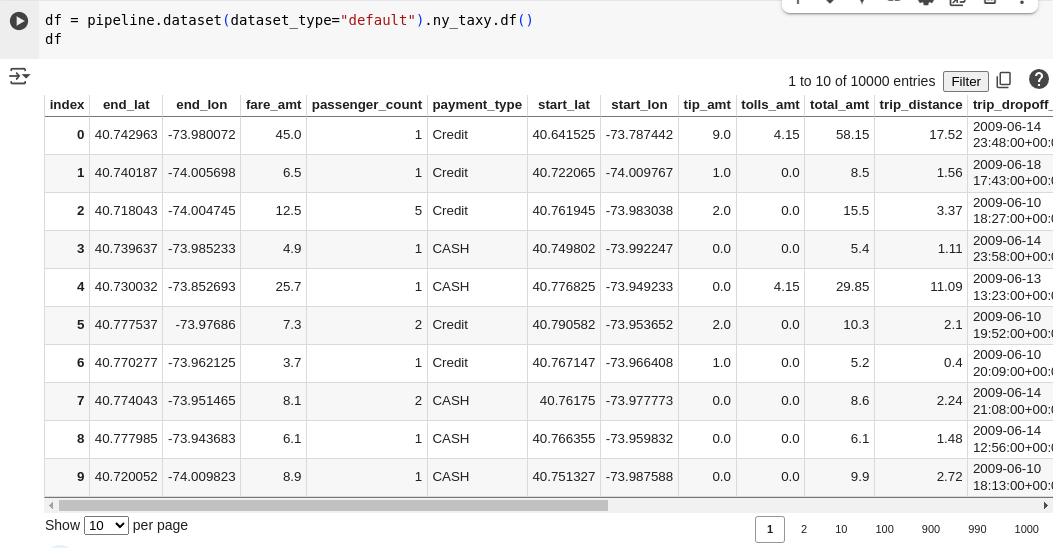 df = pipeline.dataset(dataset_type="default").ny_taxy.df()
df
1 to 10 of 10000 entries Filter
index end_lat end_lon fare_amt passenger_count payment_type start_lat start_lon tip_amt tolls_amt total_amt trip_distance trip_dropoff_
0 40.742963 -73.980072 45.0 1 Credit 40.641525 -73.787442 9.0 4.15 58.15 17.52 2009-06-14
23:48:00+00:0
1 40.740187 -74.005698 6.5 1 Credit 40.722065 -74.009767 1.0 0.0 8.5 1.56 2009-06-18
17:43:00+00:0
2 40.718043 -74.004745 12.5 5 Credit 40.761945 -73.983038 2.0 0.0 15.5 3.37 2009-06-10
18:27:00+00:0
3 40.739637 -73.985233 4.9 1 CASH 40.749802 -73.992247 0.0 0.0 5.4 1.11 2009-06-14
23:58:00+00:0
4 40.730032 -73.852693 25.7 1 CASH 40.776825 -73.949233 0.0 4.15 29.85 11.09 2009-06-13
13:23:00+00:0
5 40.777537 -73.97686 7.3 2 Credit 40.790582 -73.953652 2.0 0.0 10.3 2.1 2009-06-10
19:52:00+00:0
6 40.770277 -73.962125 3.7 1 Credit 40.767147 -73.966408 1.0 0.0 5.2 0.4 2009-06-10
20:09:00+00:0
7 40.774043 -73.951465 8.1 2 CASH 40.76175 -73.977773 0.0 0.0 8.6 2.24 2009-06-14
21:08:00+00:0
8 40.777985 -73.943683 6.1 1 CASH 40.766355 -73.959832 0.0 0.0 6.1 1.48 2009-06-14
12:56:00+00:0
9 40.720052 -74.009823 8.9 1 CASH 40.751327 -73.987588 0.0 0.0 9.9 2.72 2009-06-10
18:13:00+00:0
Show 10 per page 1 2 10 100 900 990 1000